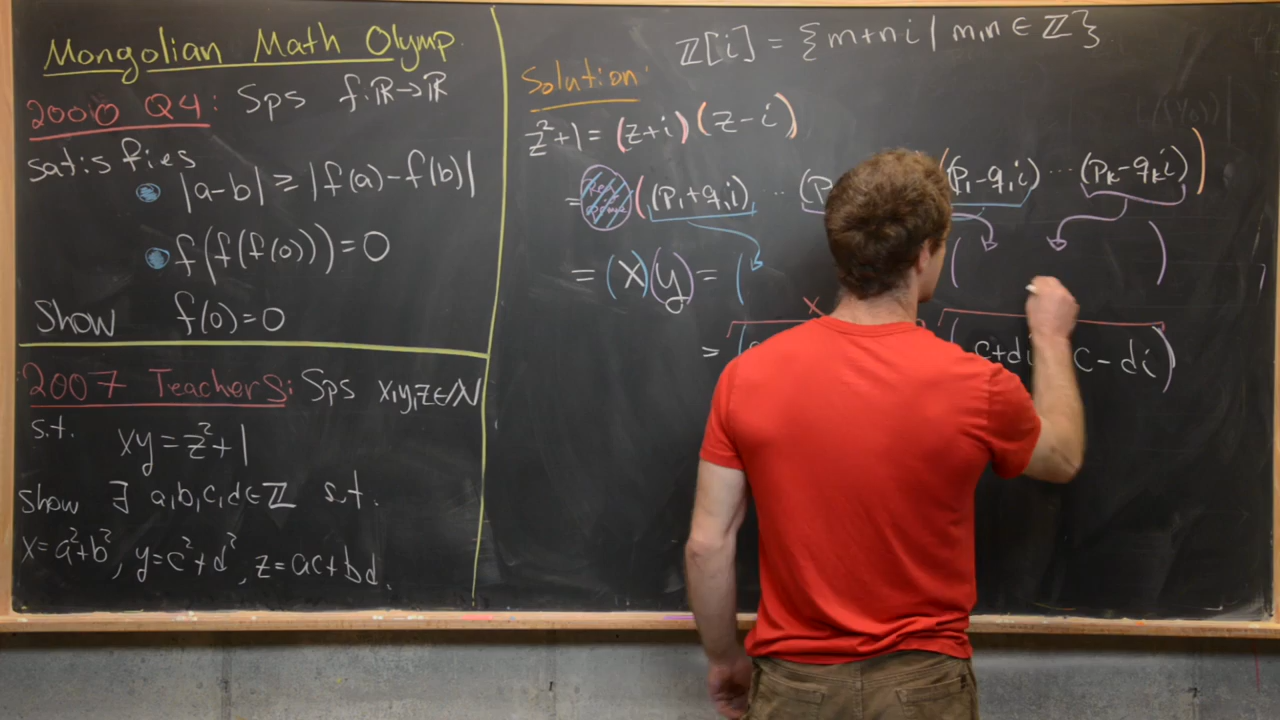 Mongolian Math Olymp.
2000 Q4: Sps f:ℝ→ℝ
satisfies
|a-b| ≥ |f(a)-f(b)|
f(f(f(0)))=0
Show f(0)=0
2007 Teachers: Sps x,y,z∈ℕ
s.t. xy=z²+1
Show ∃ a,b,c,d∈ℤ s.t.
x=a²+b², y=c²+d², z=ac+bd.
ℤ[i] = {m+ni | m,n ∈ ℤ}
Solution:
z²+1 = (z+i)(z-i)
= ((p₁+q₁i) ... (p (p₁-q₁i) ... (pₖ-qₖi))
= (x)(y) = ( ( )
x
= ( ( c+di c-di)